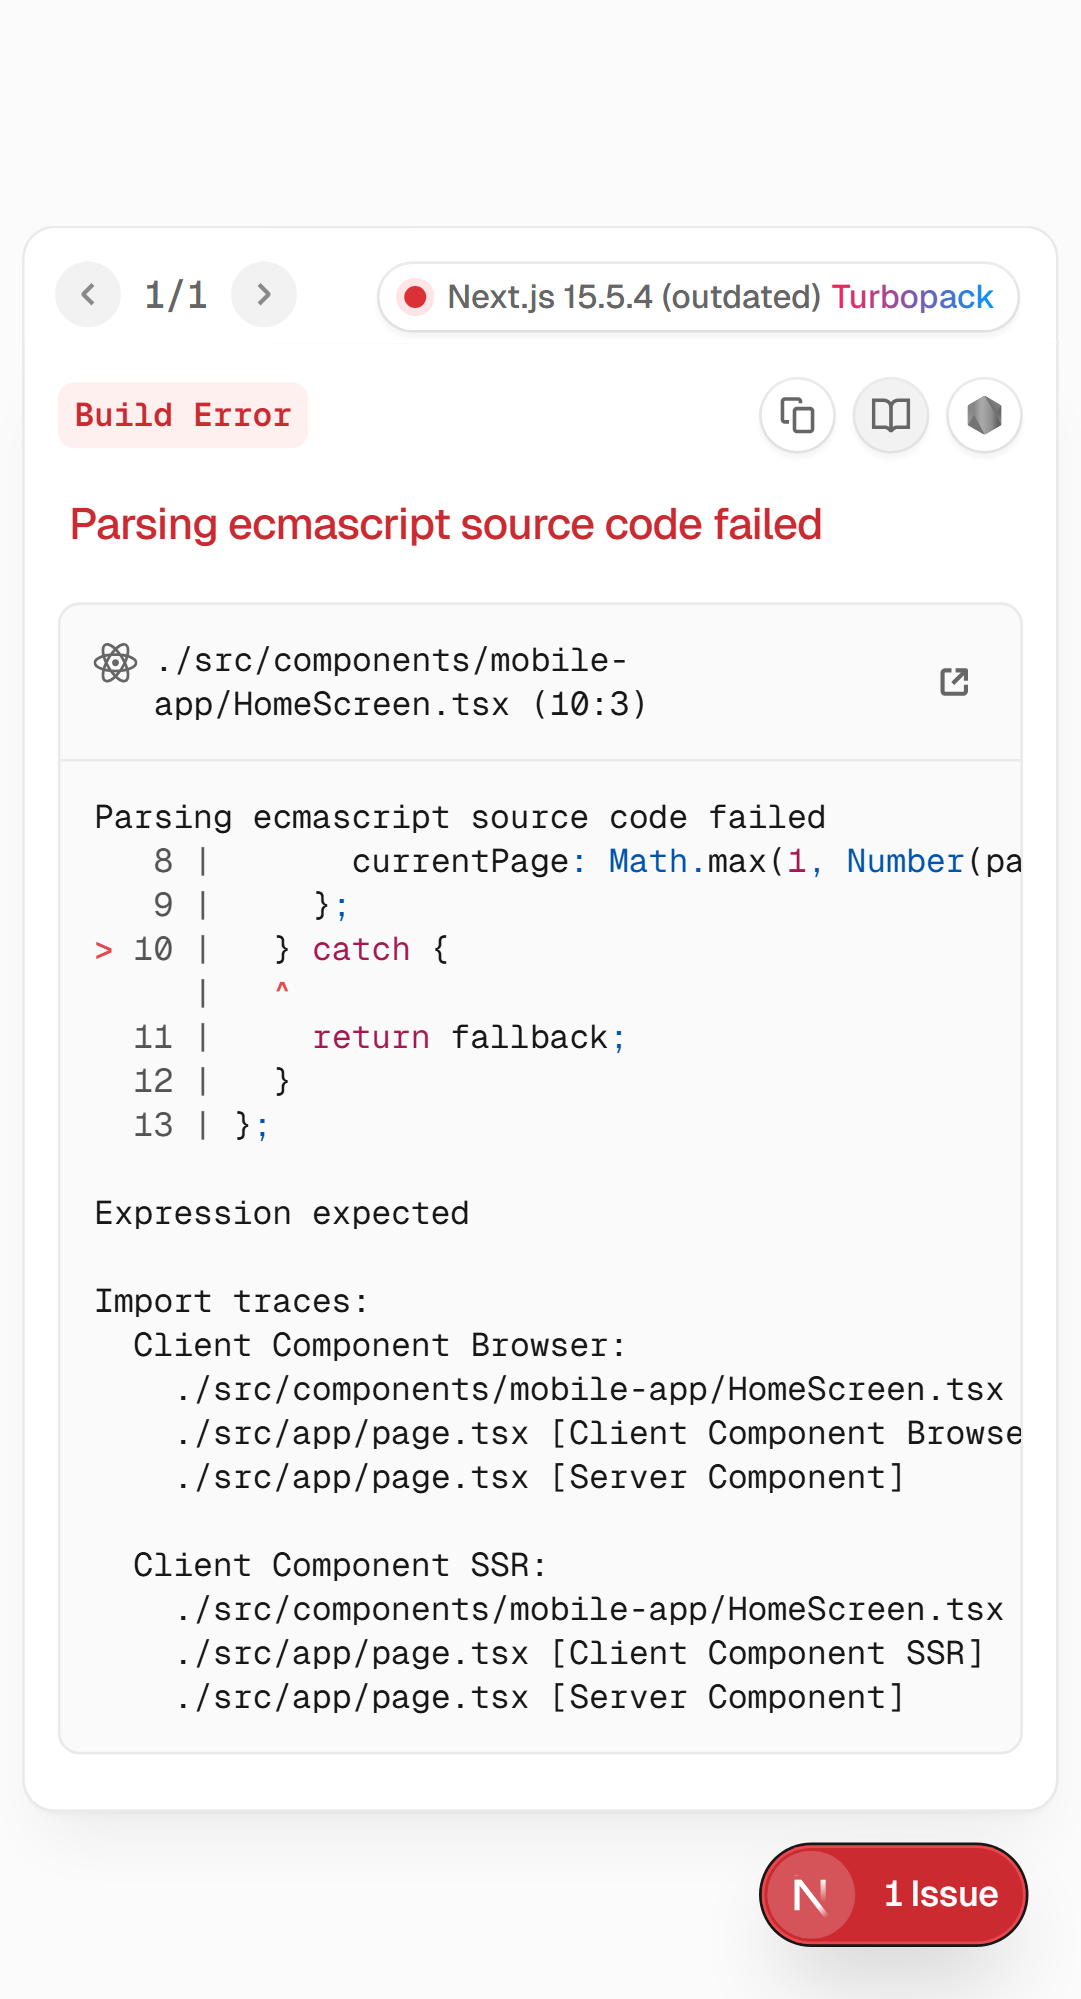 1/1
Next.js 15.5.4 (outdated) Turbopack
Build Error
Parsing ecmascript source code failed
./src/components/mobile-
app/HomeScreen.tsx (10:3)
Parsing ecmascript source code failed
   8 |       currentPage: Math.max(1, Number(pa
   9 |     };
> 10 |   } catch {
     |   ^
  11 |     return fallback;
  12 |   }
  13 | };
Expression expected
Import traces:
  Client Component Browser:
    ./src/components/mobile-app/HomeScreen.tsx
    ./src/app/page.tsx [Client Component Browse
    ./src/app/page.tsx [Server Component]
  Client Component SSR:
    ./src/components/mobile-app/HomeScreen.tsx
    ./src/app/page.tsx [Client Component SSR]
    ./src/app/page.tsx [Server Component]
1 Issue